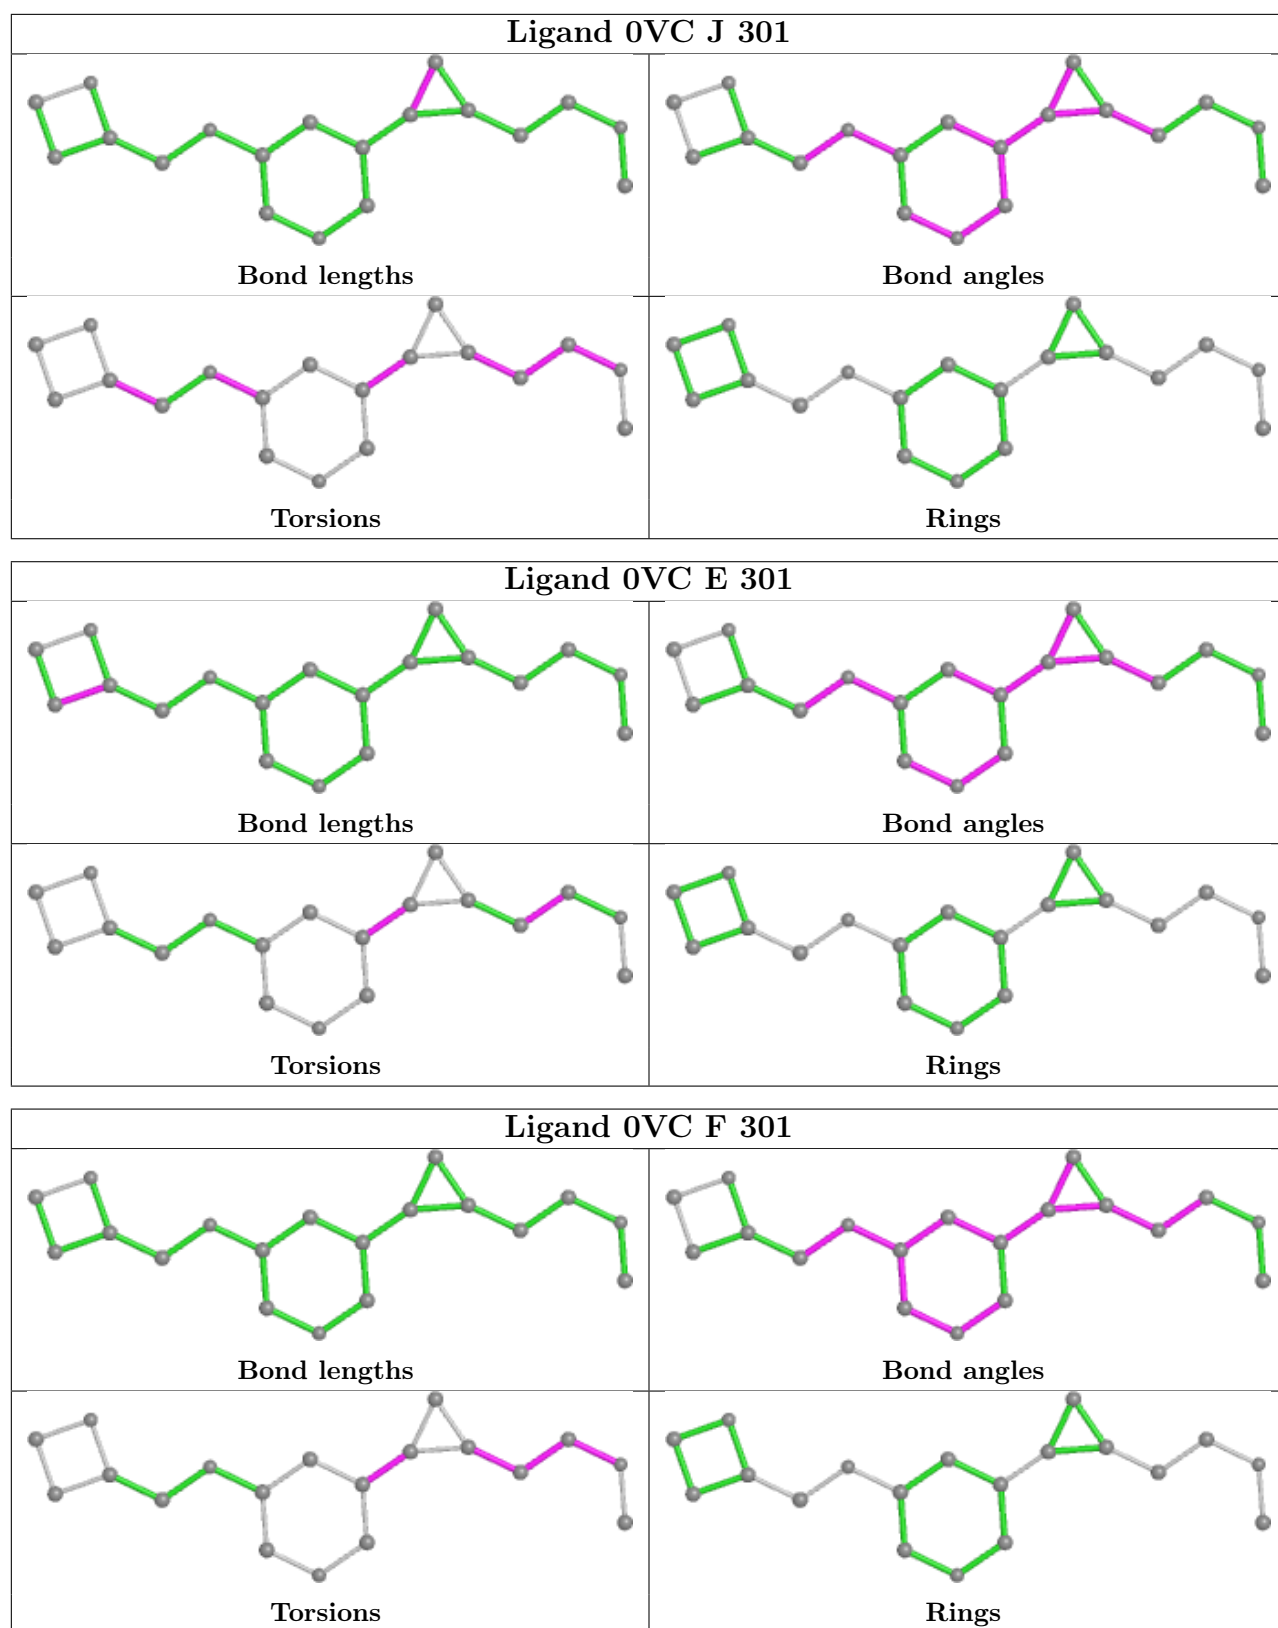 Ligand 0VC J 301
Bond lengths
Bond angles
Torsions
Rings
Ligand 0VC E 301
Bond lengths
Bond angles
Torsions
Rings
Ligand 0VC F 301
Bond lengths
Bond angles
Torsions
Rings